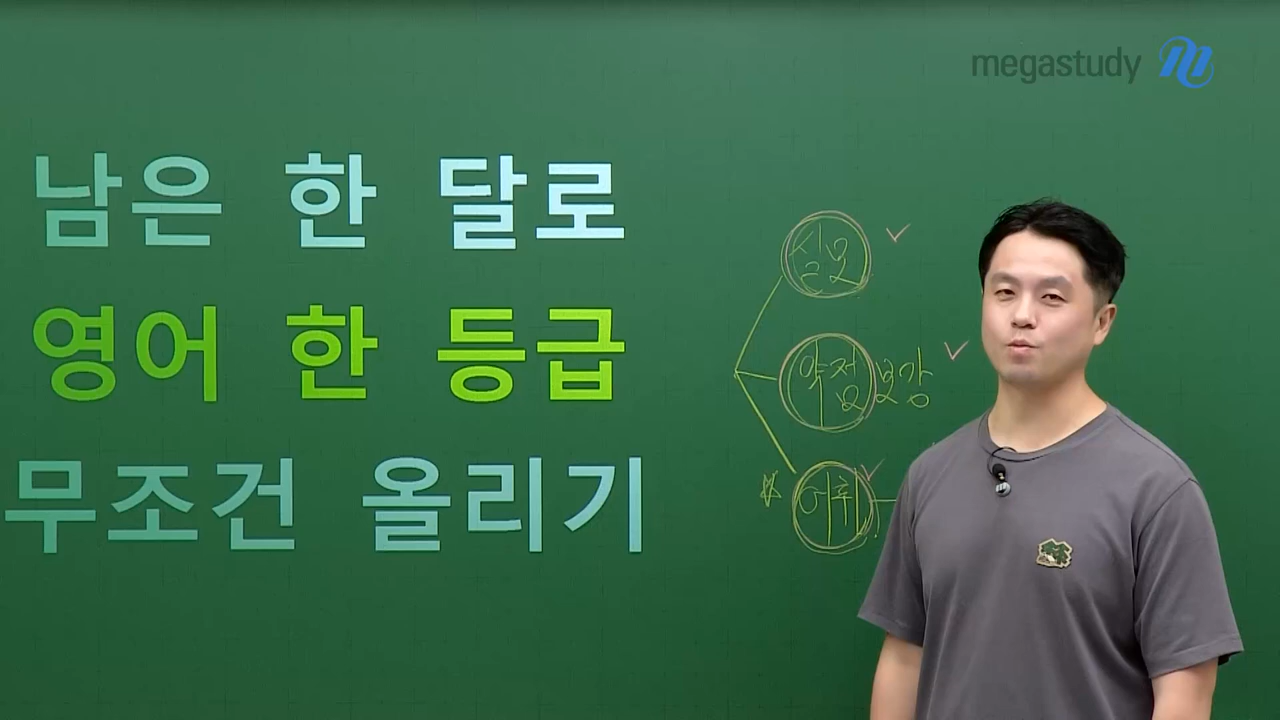 megastudy
남은 한 달로
영어 한 등급
무조건 올리기
실모
약점 보강
어휘